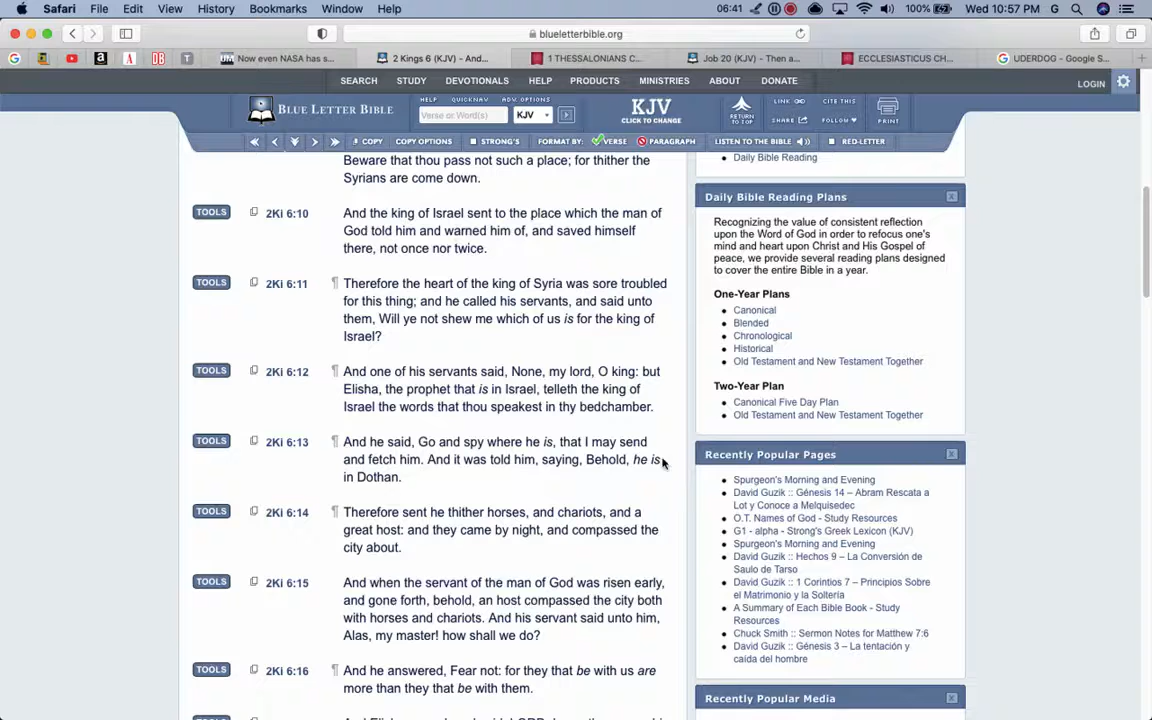 Safari File Edit View History Bookmarks Window Help 06:41 100% Wed 10:57 PM G
blueletterbible.org
Now even NASA has s... 2 Kings 6 (KJV) - And... 1 THESSALONIANS C... Job 20 (KJV) - Then a... ECCLESIASTICUS CH... UDERDOG - Google S
SEARCH STUDY DEVOTIONALS HELP PRODUCTS MINISTRIES ABOUT DONATE LOGIN
BLUE LETTER BIBLE
HELP QUICKNAV ADV. OPTIONS
Verse or Word(s) KJV
KJV
CLICK TO CHANGE
RETURN
TO TOP
LINK CITE THIS
SHARE FOLLOW PRINT
COPY COPY OPTIONS STRONG'S FORMAT BY: VERSE PARAGRAPH LISTEN TO THE BIBLE RED-LETTER
Beware that thou pass not such a place; for thither the
Syrians are come down.
TOOLS 2Ki 6:10 And the king of Israel sent to the place which the man of
God told him and warned him of, and saved himself
there, not once nor twice.
TOOLS 2Ki 6:11 ¶ Therefore the heart of the king of Syria was sore troubled
for this thing; and he called his servants, and said unto
them, Will ye not shew me which of us is for the king of
Israel?
TOOLS 2Ki 6:12 ¶ And one of his servants said, None, my lord, O king: but
Elisha, the prophet that is in Israel, telleth the king of
Israel the words that thou speakest in thy bedchamber.
TOOLS 2Ki 6:13 ¶ And he said, Go and spy where he is, that I may send
and fetch him. And it was told him, saying, Behold, he is
in Dothan.
TOOLS 2Ki 6:14 ¶ Therefore sent he thither horses, and chariots, and a
great host: and they came by night, and compassed the
city about.
TOOLS 2Ki 6:15 And when the servant of the man of God was risen early,
and gone forth, behold, an host compassed the city both
with horses and chariots. And his servant said unto him,
Alas, my master! how shall we do?
TOOLS 2Ki 6:16 ¶ And he answered, Fear not: for they that be with us are
more than they that be with them.
Daily Bible Reading
Daily Bible Reading Plans
Recognizing the value of consistent reflection
upon the Word of God in order to refocus one's
mind and heart upon Christ and His Gospel of
peace, we provide several reading plans designed
to cover the entire Bible in a year.
One-Year Plans
Canonical
Blended
Chronological
Historical
Old Testament and New Testament Together
Two-Year Plan
Canonical Five Day Plan
Old Testament and New Testament Together
Recently Popular Pages
Spurgeon's Morning and Evening
David Guzik :: Génesis 14 – Abram Rescata a
Lot y Conoce a Melquisedec
O.T. Names of God - Study Resources
G1 - alpha - Strong's Greek Lexicon (KJV)
Spurgeon's Morning and Evening
David Guzik :: Hechos 9 – La Conversión de
Saulo de Tarso
David Guzik :: 1 Corintios 7 – Principios Sobre
el Matrimonio y la Soltería
A Summary of Each Bible Book - Study
Resources
Chuck Smith :: Sermon Notes for Matthew 7:6
David Guzik :: Génesis 3 – La tentación y
caída del hombre
Recently Popular Media